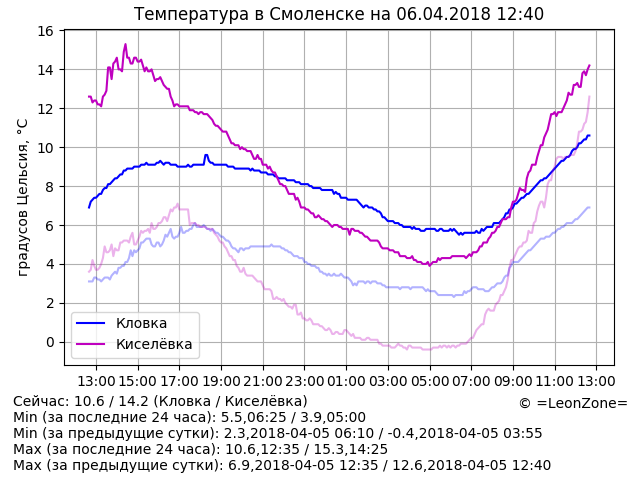 Температура в Смоленске на 06.04.2018 12:40
градусов Цельсия, °C
16
14
12
10
8
6
4
2
0
Кловка
Киселёвка
13:00 15:00 17:00 19:00 21:00 23:00 01:00 03:00 05:00 07:00 09:00 11:00 13:00
Сейчас: 10.6 / 14.2 (Кловка / Киселёвка)
© =LeonZone=
Min (за последние 24 часа): 5.5,06:25 / 3.9,05:00
Min (за предыдущие сутки): 2.3,2018-04-05 06:10 / -0.4,2018-04-05 03:55
Max (за последние 24 часа): 10.6,12:35 / 15.3,14:25
Max (за предыдущие сутки): 6.9,2018-04-05 12:35 / 12.6,2018-04-05 12:40